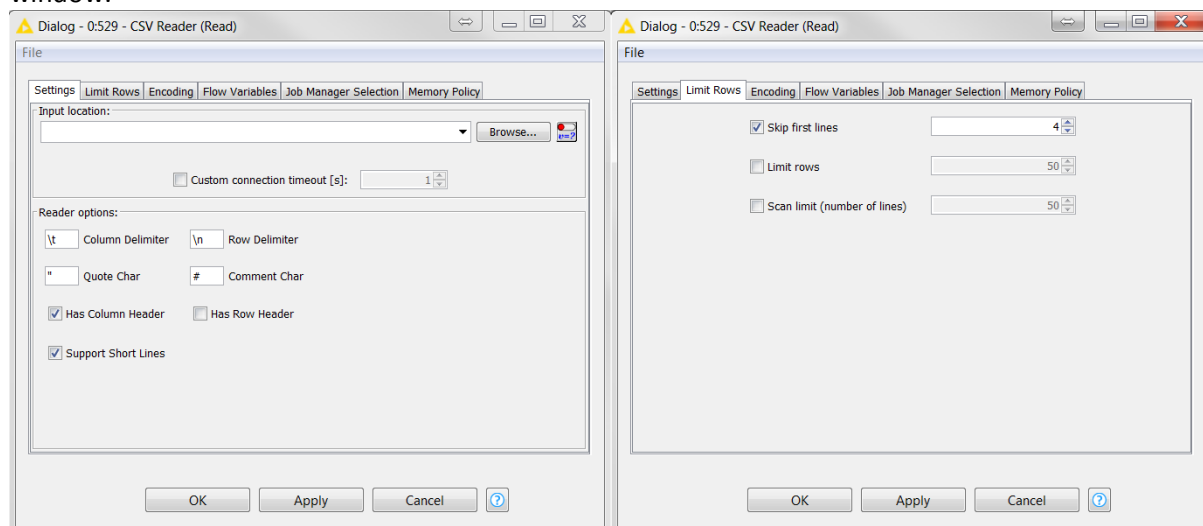 window.
Dialog - 0:529 - CSV Reader (Read)
File
Settings Limit Rows Encoding Flow Variables Job Manager Selection Memory Policy
Input location:
Browse...
v=?
Custom connection timeout [s]: 1
Reader options:
\t Column Delimiter \n Row Delimiter
" Quote Char # Comment Char
Has Column Header Has Row Header
Support Short Lines
OK Apply Cancel ?
Dialog - 0:529 - CSV Reader (Read)
File
Settings Limit Rows Encoding Flow Variables Job Manager Selection Memory Policy
Skip first lines 4
Limit rows 50
Scan limit (number of lines) 50
OK Apply Cancel ?